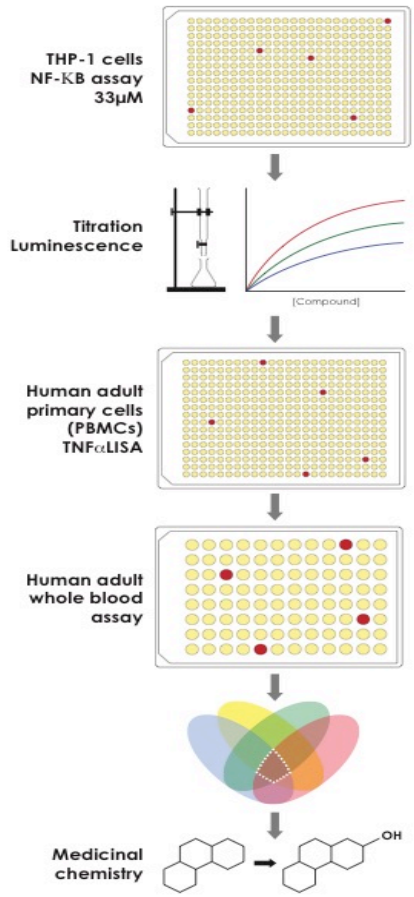 THP-1 cells
NF-ΚB assay
33µM
Titration
Luminescence
[Compound]
Human adult
primary cells
(PBMCs)
TNFαLISA
Human adult
whole blood
assay
Medicinal
chemistry
OH